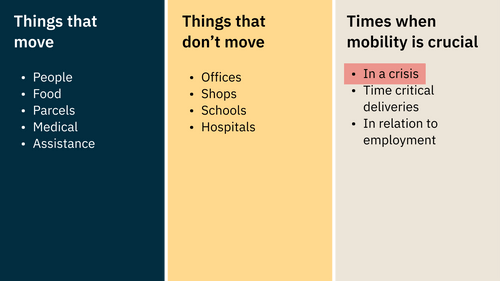 Things that
move
• People
• Food
• Parcels
• Medical
• Assistance
Things that
don’t move
• Offices
• Shops
• Schools
• Hospitals
Times when
mobility is crucial
• In a crisis
• Time critical
deliveries
• In relation to
employment